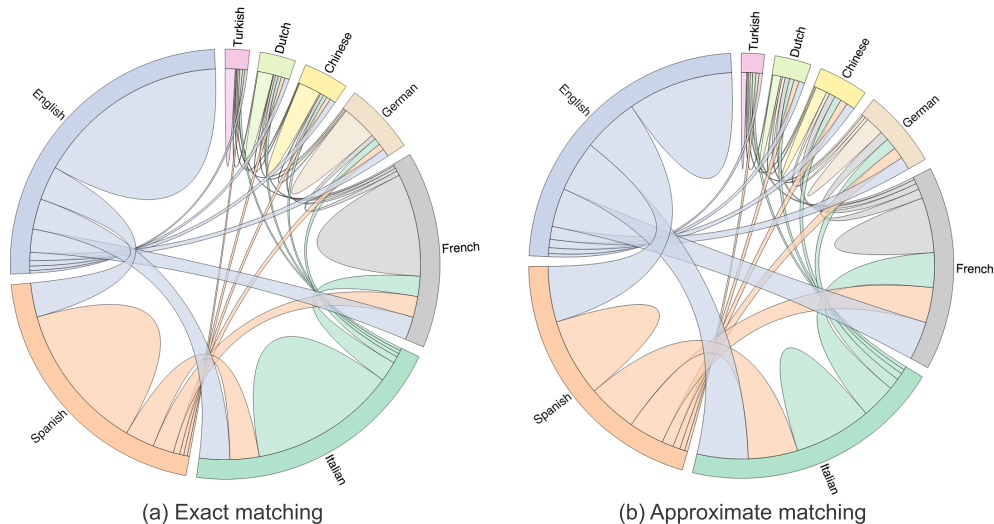 Turkish
Dutch
Chinese
German
English
French
Spanish
Italian
(a) Exact matching
Turkish
Dutch
Chinese
German
English
French
Spanish
Italian
(b) Approximate matching